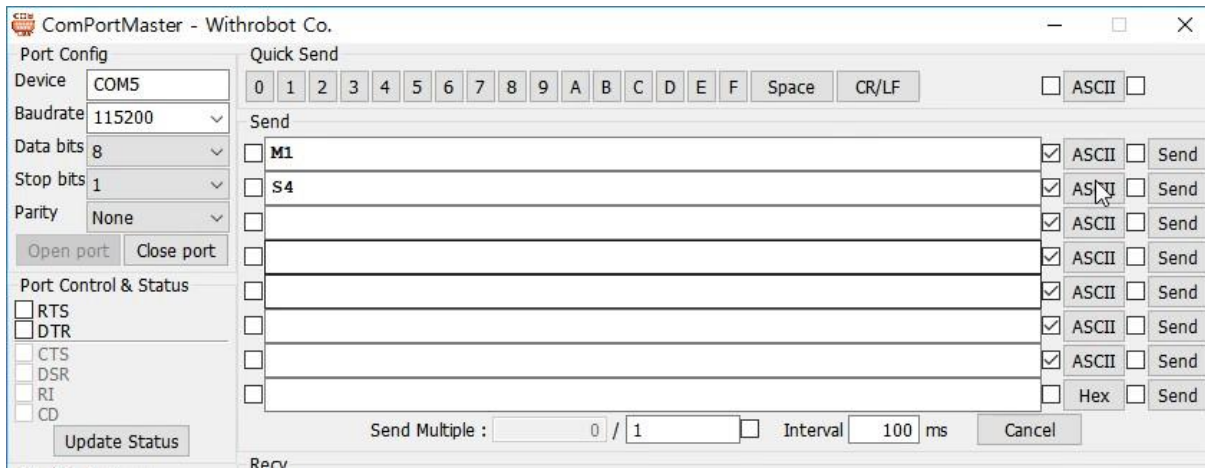 ComPortMaster - Withrobot Co.
Port Config
Device COM5
Baudrate 115200
Data bits 8
Stop bits 1
Parity None
Open port Close port
Port Control & Status
RTS
DTR
CTS
DSR
RI
CD
Update Status
Quick Send
0 1 2 3 4 5 6 7 8 9 A B C D E F Space CR/LF ASCII
Send
M1 ASCII Send
S4 ASCII Send
ASCII Send
ASCII Send
ASCII Send
ASCII Send
ASCII Send
Hex Send
Send Multiple : 0 / 1 Interval 100 ms Cancel
Recv